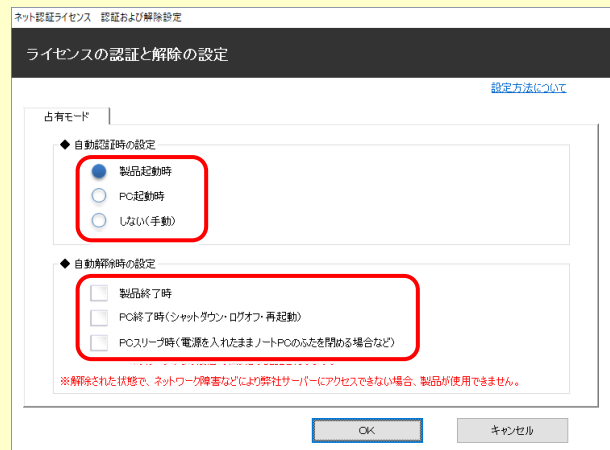 ネット認証ライセンス 認証および解除設定
ライセンスの認証と解除の設定
設定方法について
占有モード
◆ 自動認証時の設定
製品起動時
PC起動時
しない(手動)
◆ 自動解除時の設定
製品終了時
PC終了時(シャットダウン・ログオフ・再起動)
PCスリープ時(電源を入れたままノートPCのふたを閉める場合など)
※解除された状態で、ネットワーク障害などにより弊社サーバーにアクセスできない場合、製品が使用できません。
OK
キャンセル